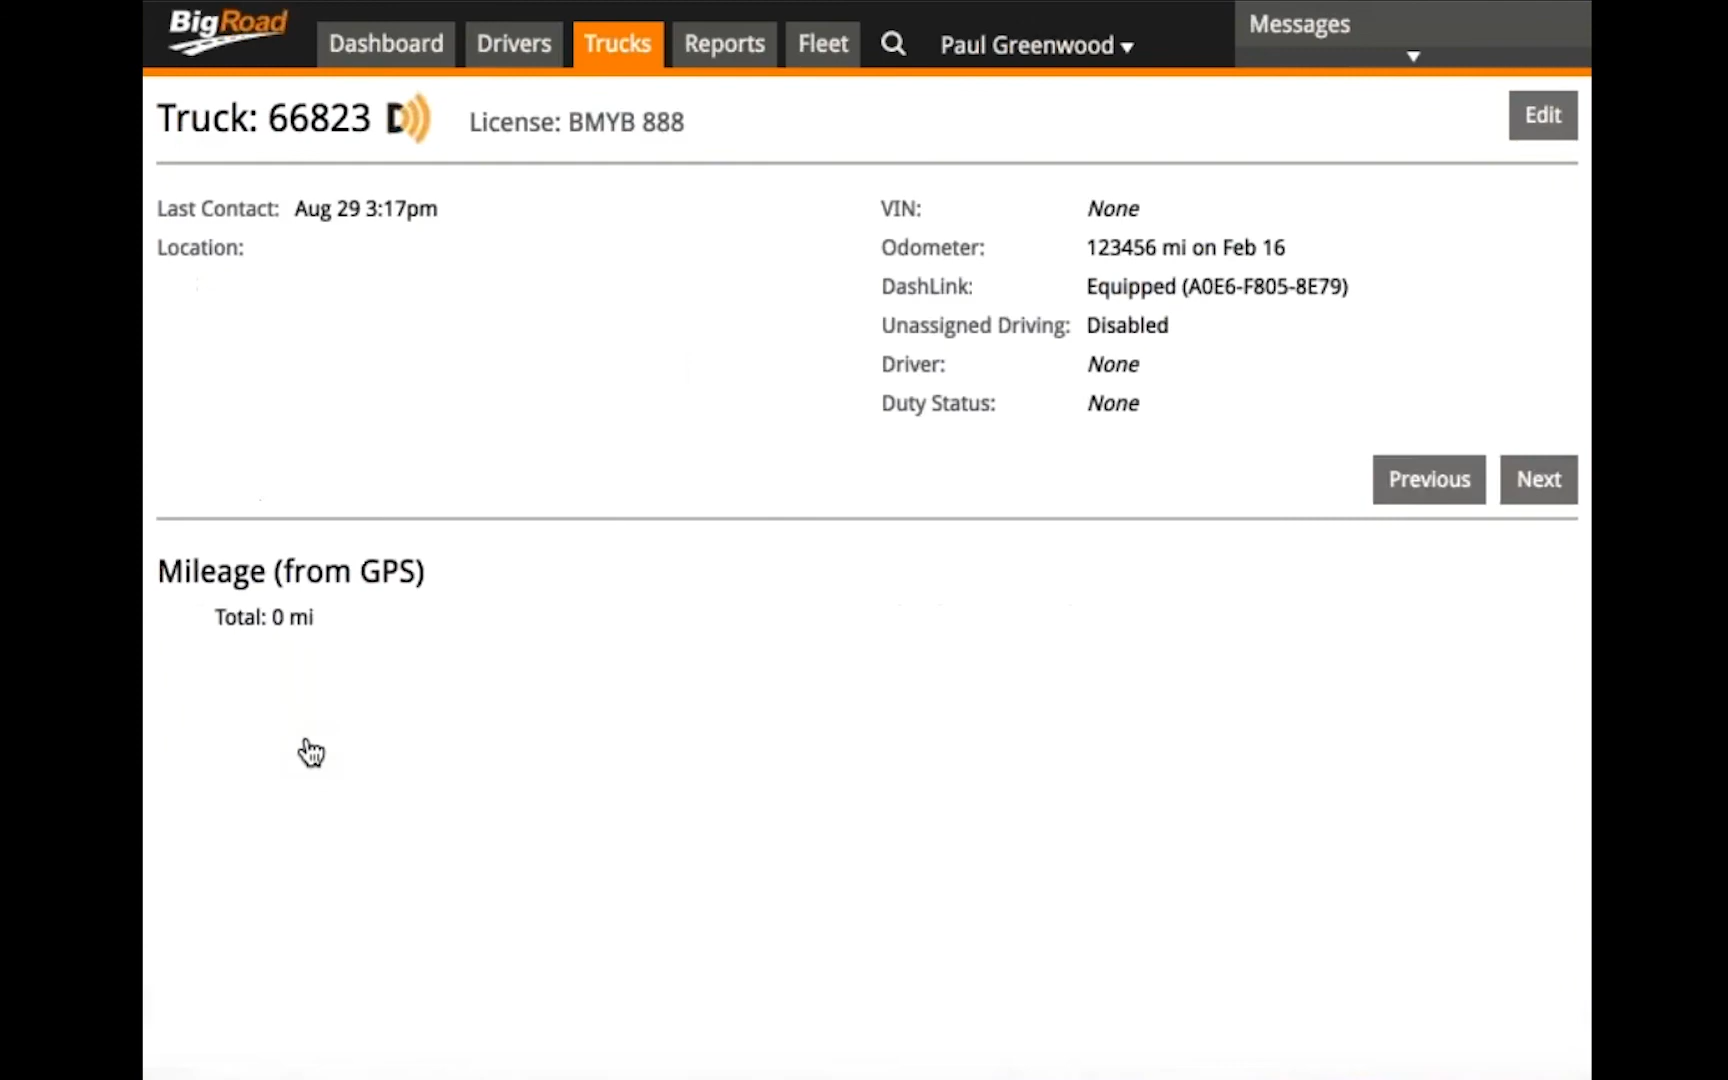 BigRoad
Dashboard
Drivers
Trucks
Reports
Fleet
Paul Greenwood
Messages
Truck: 66823
License: BMYB 888
Edit
Last Contact: Aug 29 3:17pm
Location:
VIN: None
Odometer: 123456 mi on Feb 16
DashLink: Equipped (A0E6-F805-8E79)
Unassigned Driving: Disabled
Driver: None
Duty Status: None
Previous
Next
Mileage (from GPS)
Total: 0 mi